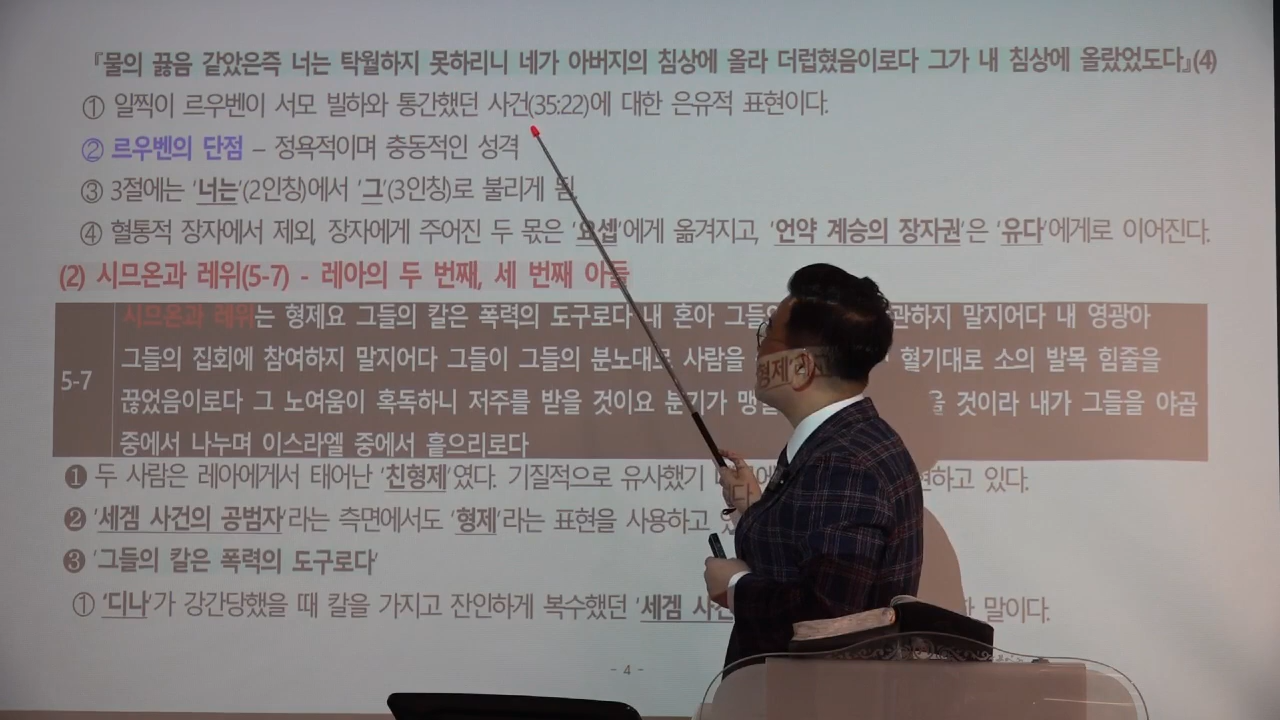 『물의 끓음 같았은즉 너는 탁월하지 못하리니 네가 아버지의 침상에 올라 더럽혔음이로다 그가 내 침상에 올랐었도다』(4)
① 일찍이 르우벤이 서모 빌하와 통간했던 사건(35:22)에 대한 은유적 표현이다.
② 르우벤의 단점 – 정욕적이며 충동적인 성격
③ 3절에는 '너는'(2인칭)에서 '그'(3인칭)로 불리게 됨.
④ 혈통적 장자에서 제외, 장자에게 주어진 두 몫은 '요셉'에게 옮겨지고, '언약 계승의 장자권'은 '유다'에게로 이어진다.
(2) 시므온과 레위(5-7) - 레아의 두 번째, 세 번째 아들
시므온과 레위는 형제요 그들의 칼은 폭력의 도구로다 내 혼아 말지어다 내 영광아
5-7
그들의 집회에 참여하지 말지어다 그들이 그들의 분노대로 사람을 혈기대로 소의 발목 힘줄을
끊었음이로다 그 노여움이 혹독하니 저주를 받을 것이요 분기가 것이라 내가 그들을 야곱
중에서 나누며 이스라엘 중에서 흩으리로다
❶ 두 사람은 레아에게서 태어난 '친형제'였다. 기질적으로 유사했기 있다.
❷ '세겜 사건의 공범자'라는 측면에서도 '형제'라는 표현을 사용하고
❸ '그들의 칼은 폭력의 도구로다'
① '디나'가 강간당했을 때 칼을 가지고 잔인하게 복수했던 '세겜 말이다.
- 4 -